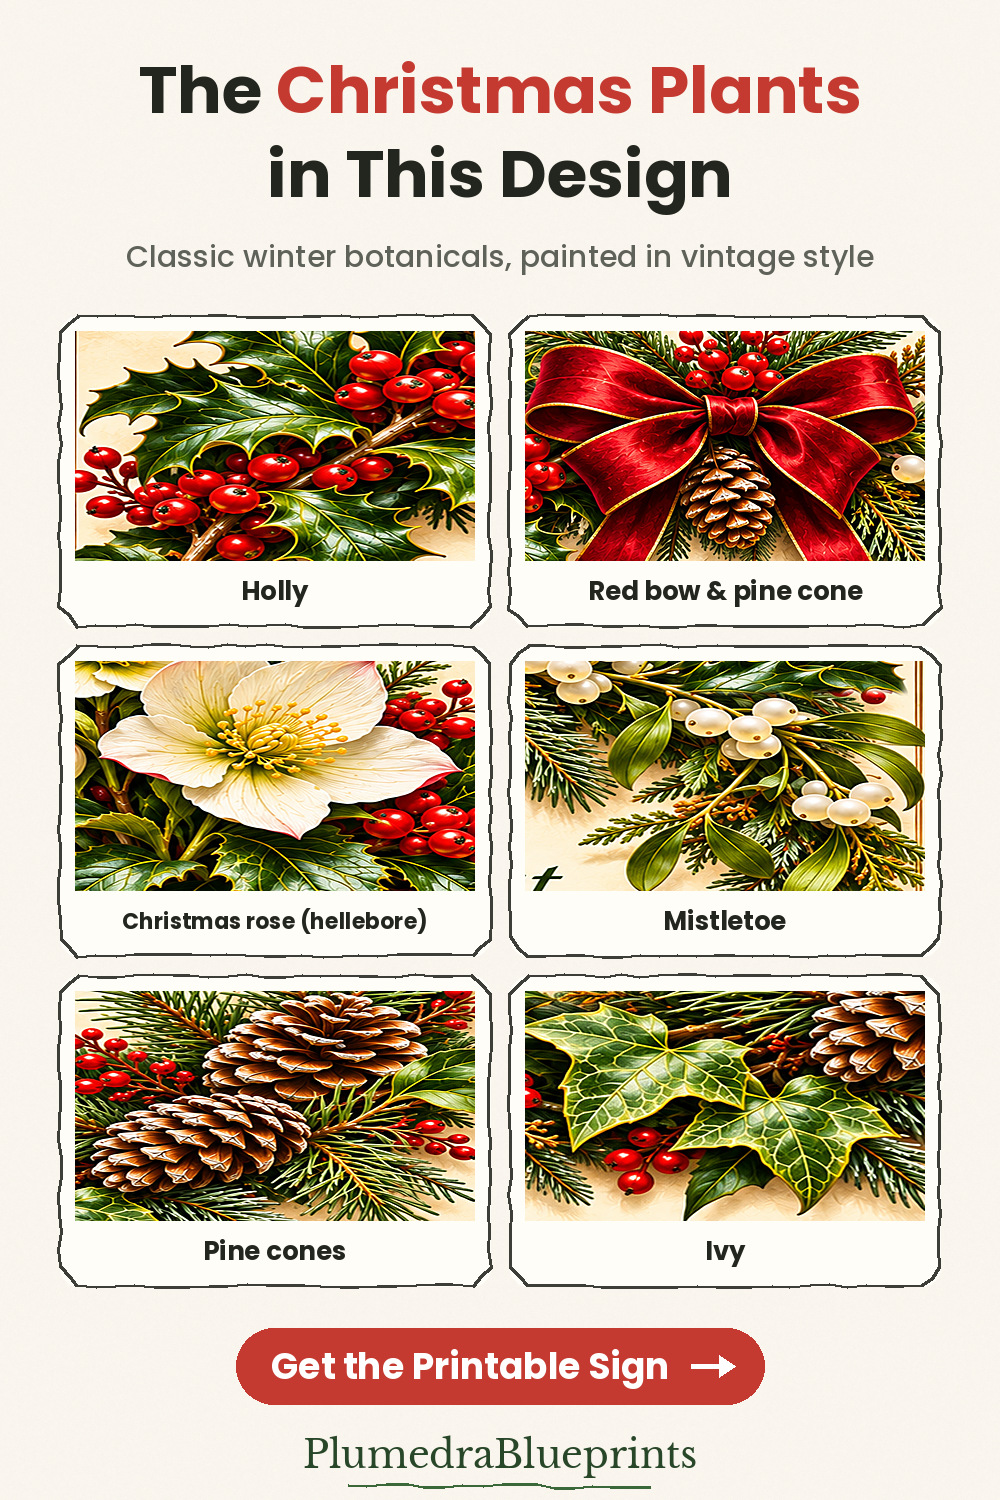 The Christmas Plants
in This Design
Classic winter botanicals, painted in vintage style
Holly
Red bow & pine cone
Christmas rose (hellebore)
t
Mistletoe
Pine cones
Ivy
Get the Printable Sign →
PlumedraBlueprints